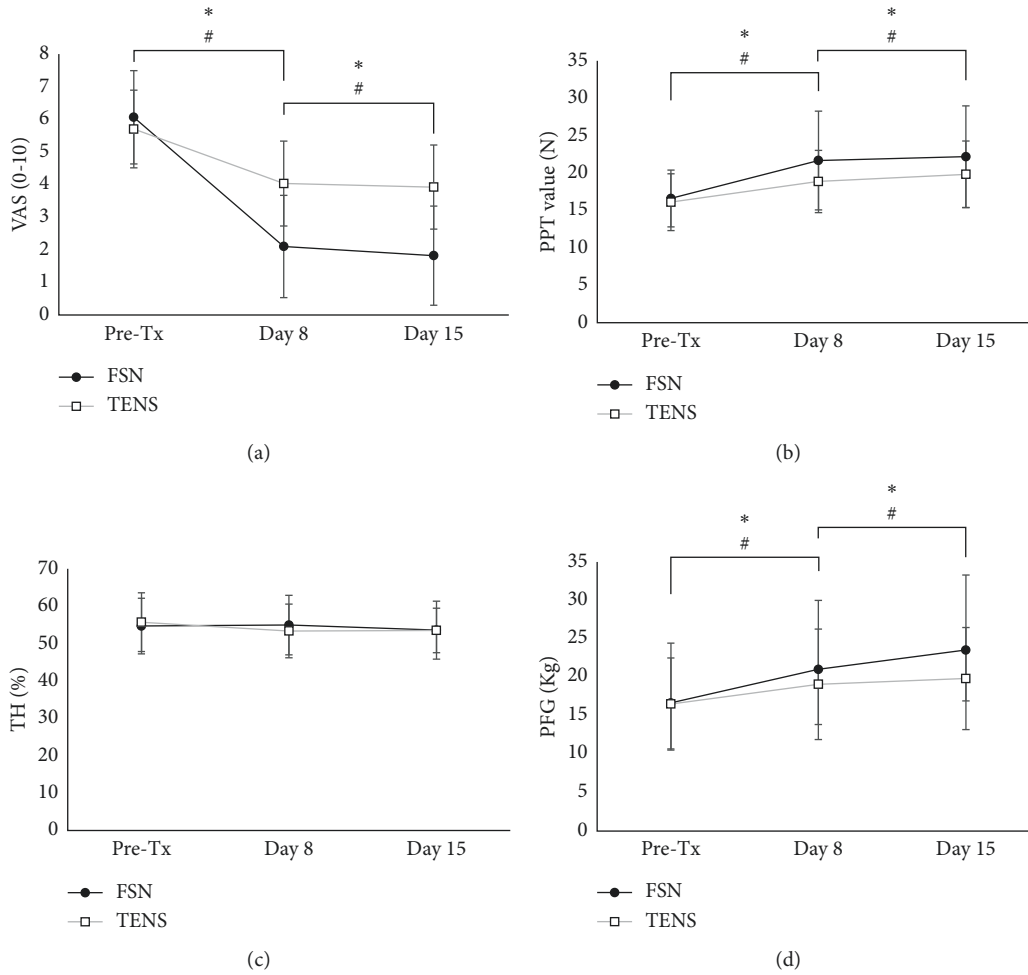 *
#
*
#
8
7
6
5
4
3
2
1
0
VAS (0-10)
Pre-Tx Day 8 Day 15
FSN
TENS
(a)
*
#
*
#
35
30
25
20
15
10
5
0
PPT value (N)
Pre-Tx Day 8 Day 15
FSN
TENS
(b)
70
60
50
40
30
20
10
0
TH (%)
Pre-Tx Day 8 Day 15
FSN
TENS
(c)
*
#
*
#
35
30
25
20
15
10
5
0
PFG (Kg)
Pre-Tx Day 8 Day 15
FSN
TENS
(d)